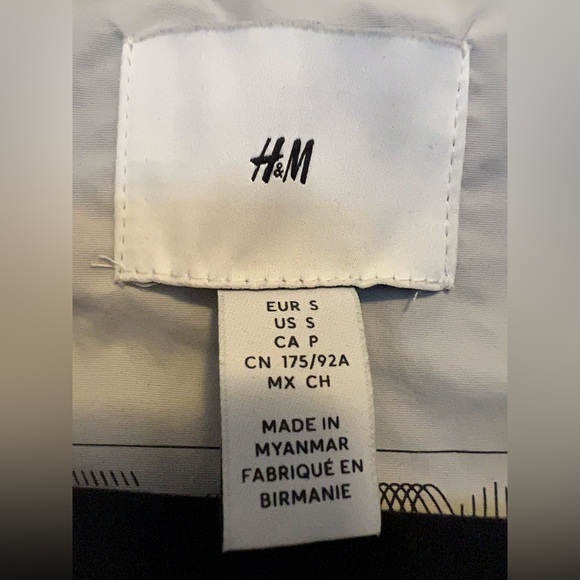 H&M
EUR S
US S
CA P
CN 175/92A
MX CH
MADE IN
MYANMAR
FABRIQUÉ EN
BIRMANIE